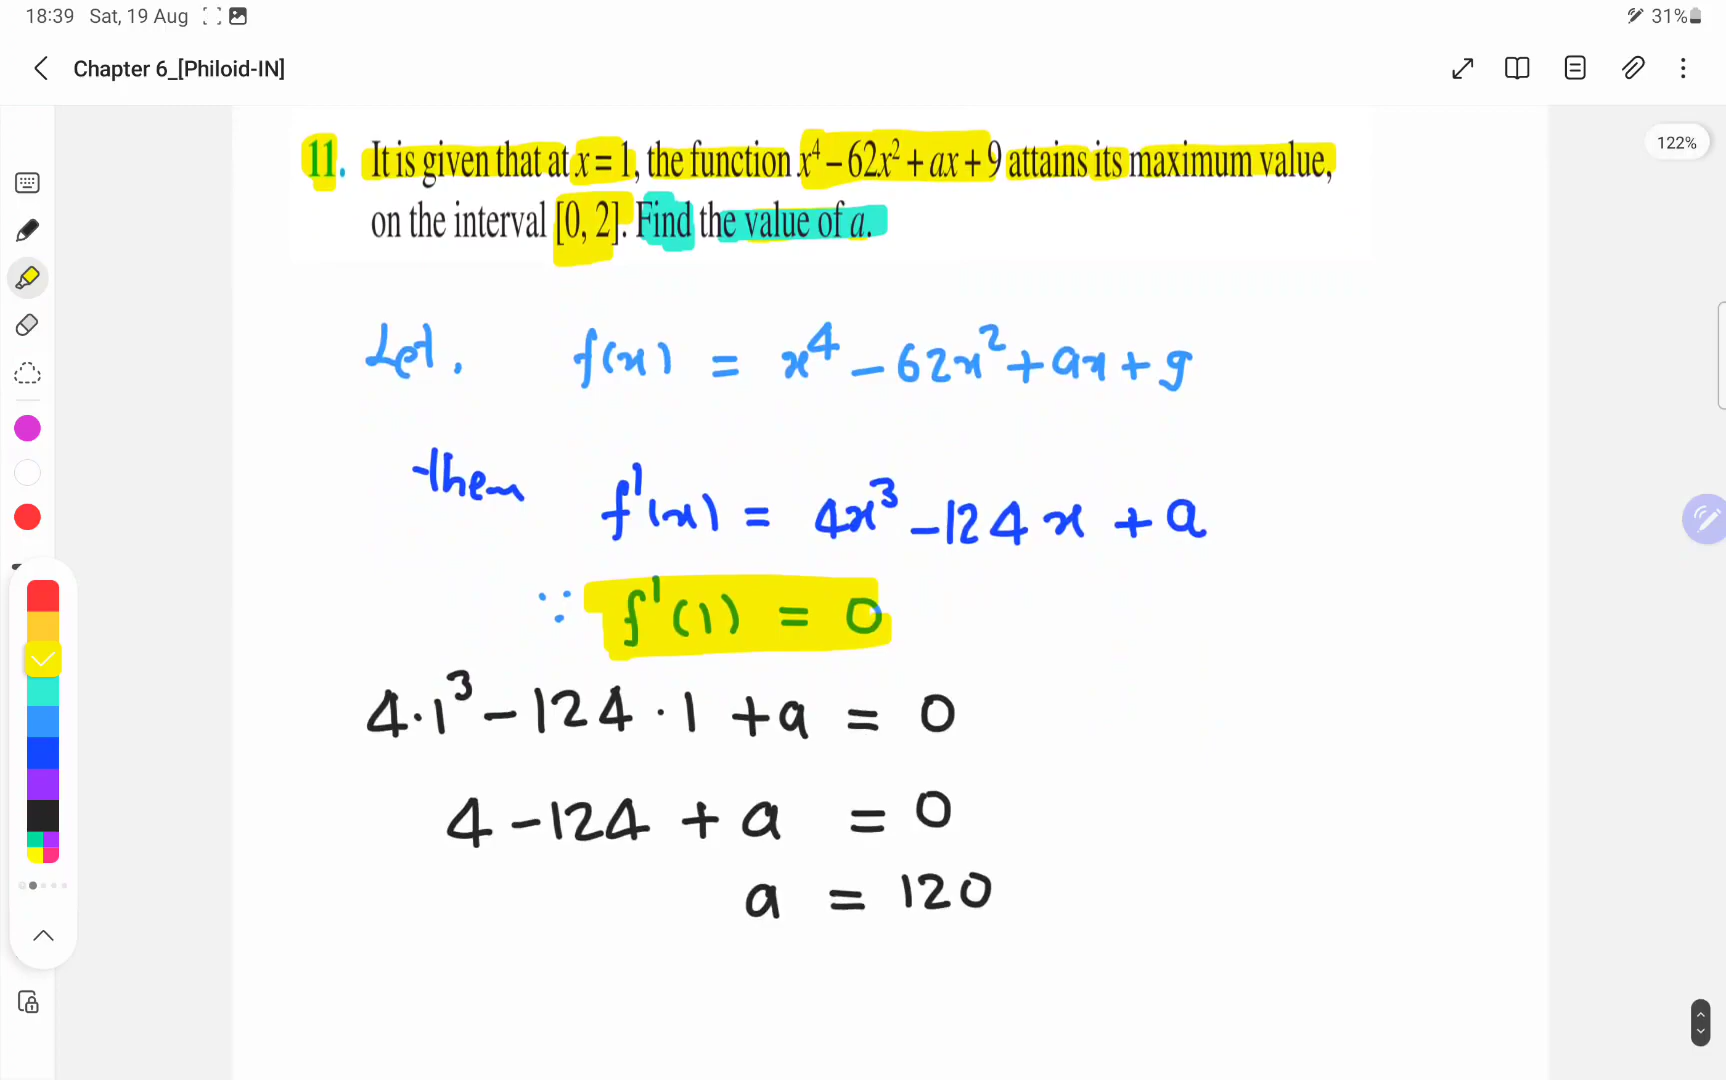 18:39 Sat, 19 Aug 31%
Chapter 6_[Philoid-IN]
122%
11. It is given that at x = 1, the function x⁴ – 62x² + ax + 9 attains its maximum value,
on the interval [0, 2]. Find the value of a.
Let, f(x) = x⁴ - 62x² + ax + 9
then f'(x) = 4x³ - 124x + a
∵ f'(1) = 0
4·1³ - 124·1 + a = 0
4 - 124 + a = 0
a = 120